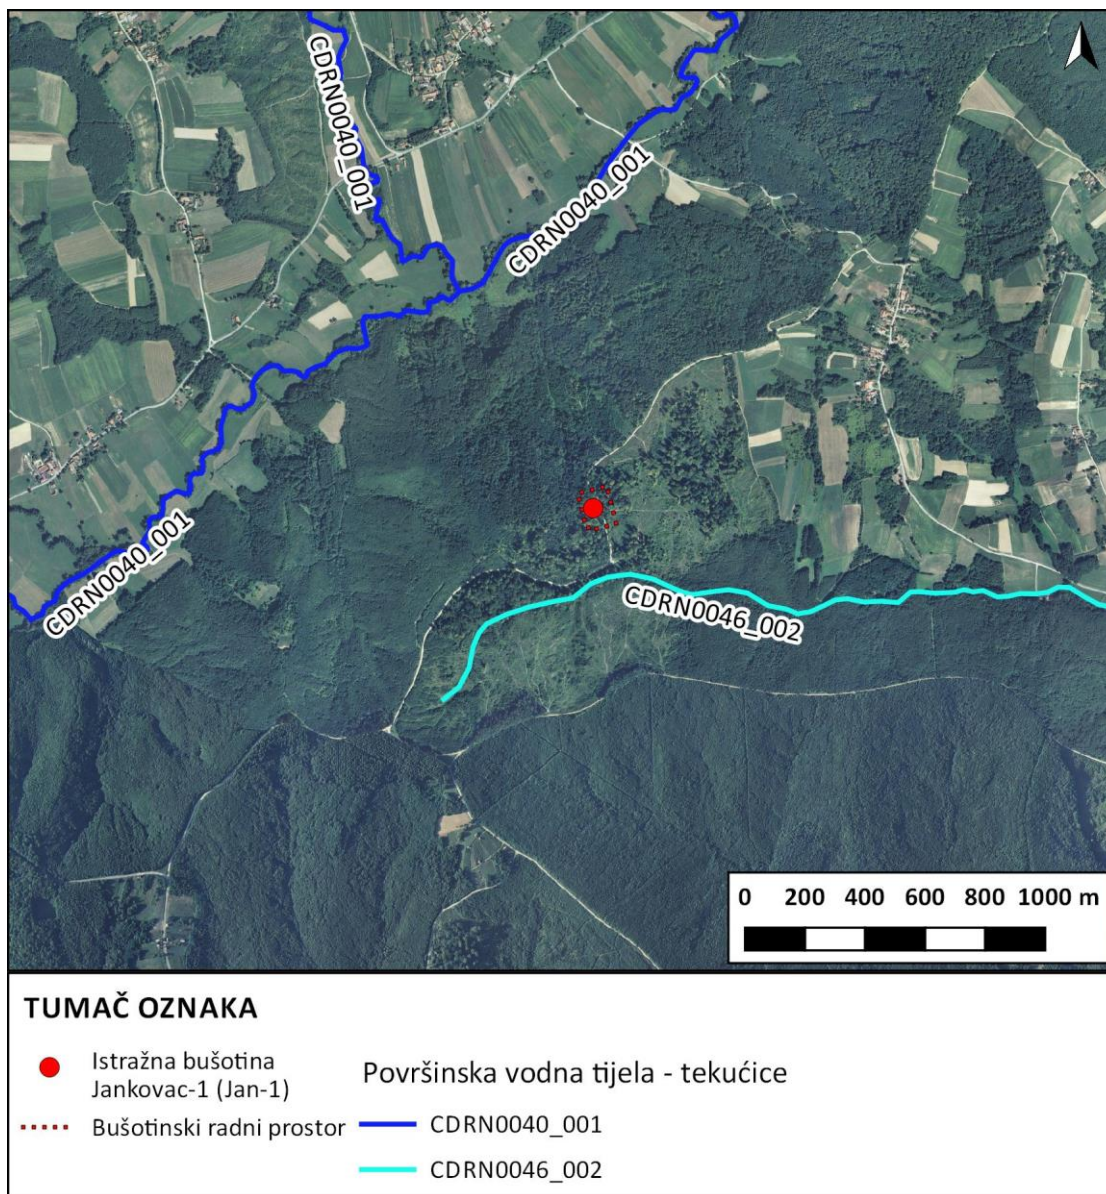 CDRN0040_001
CDRN0040_001
CDRN0040_001
CDRN0046_002
0 200 400 600 800 1000 m
TUMAČ OZNAKA
Istražna bušotina
Jankovac-1 (Jan-1)
Bušotinski radni prostor
Površinska vodna tijela - tekućice
CDRN0040_001
CDRN0046_002